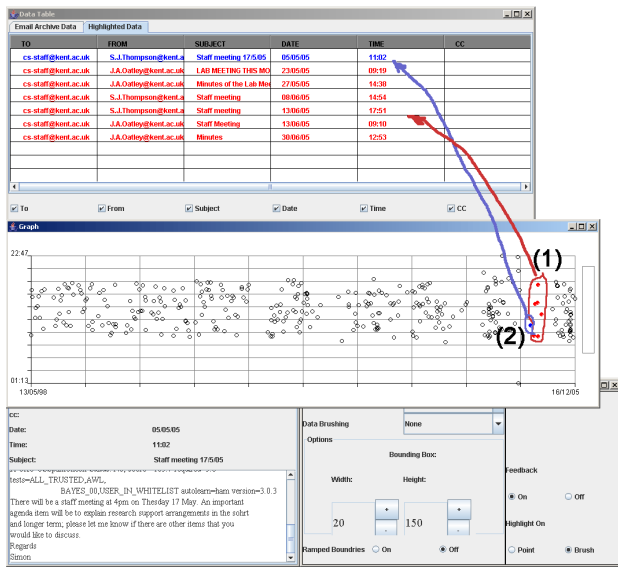 Data Table
Email Archive Data Highlighted Data
TO FROM SUBJECT DATE TIME CC
cs-staff@kent.ac.uk S.J.Thompson@kent.a Staff meeting 17/5/05 05/05/05 11:02
cs-staff@kent.ac.uk J.A.Oatley@kent.ac.uk LAB MEETING THIS MO 23/05/05 09:19
cs-staff@kent.ac.uk J.A.Oatley@kent.ac.uk Minutes of the Lab Mee 27/05/05 14:38
cs-staff@kent.ac.uk S.J.Thompson@kent.a Staff meeting 08/06/05 14:54
cs-staff@kent.ac.uk S.J.Thompson@kent.a Staff meeting 13/06/05 17:51
cs-staff@kent.ac.uk J.A.Oatley@kent.ac.uk Staff Meeting 13/06/05 09:10
cs-staff@kent.ac.uk J.A.Oatley@kent.ac.uk Minutes 30/06/05 12:53
To From Subject Date Time CC
Graph
22:47
(1)
(2)
01:13
13/05/98 16/12/05
cc:
Date: 05/05/05
Time: 11:02
Subject: Staff meeting 17/5/05
tests=ALL_TRUSTED,AWL,
BAYES_00,USER_IN_WHITELIST autolearn=ham version=3.0.3
There will be a staff meeting at 4pm on Thesday 17 May. An important
agenda item will be to explain research support arrangements in the sohrt
and longer term; please let me know if there are other items that you
would like to discuss.
Regards
Simon
Data Brushing None
Options
Bounding Box:
Width: Height:
20 + - 150 + -
Ramped Boundries On Off
Feedback
On Off
Highlight On
Point Brush